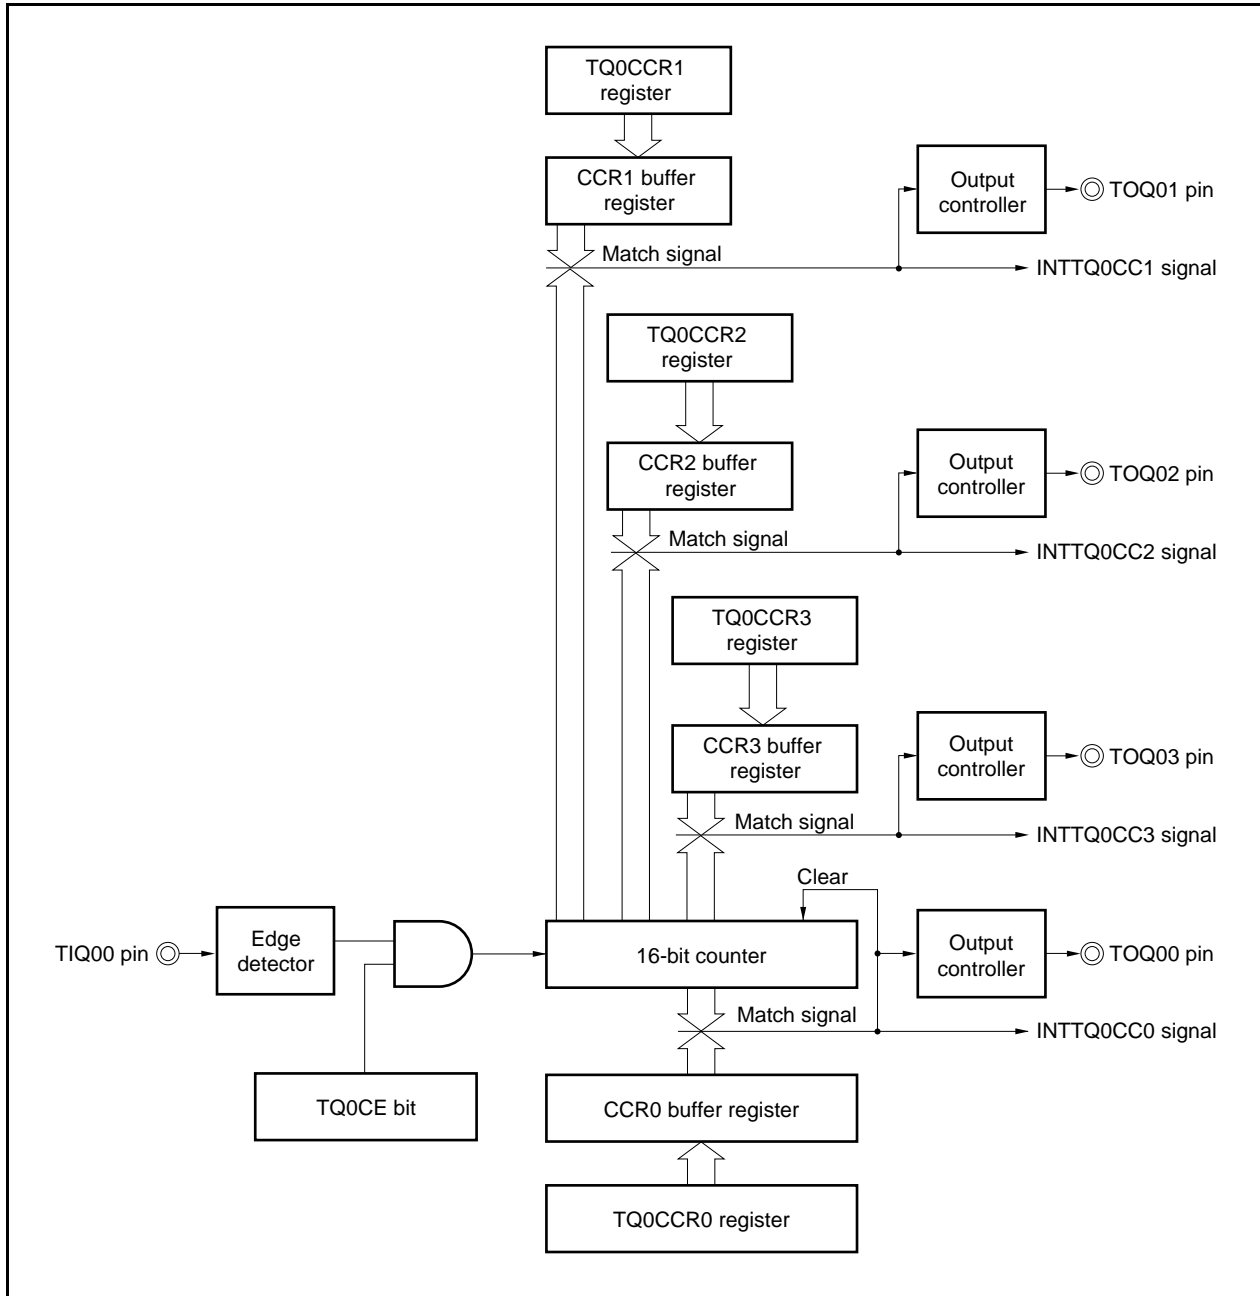 TQ0CCR1
register
CCR1 buffer
register
Output
controller
TOQ01 pin
Match signal
INTTQ0CC1 signal
TQ0CCR2
register
CCR2 buffer
register
Output
controller
TOQ02 pin
Match signal
INTTQ0CC2 signal
TQ0CCR3
register
CCR3 buffer
register
Output
controller
TOQ03 pin
Match signal
INTTQ0CC3 signal
Clear
TIQ00 pin
Edge
detector
16-bit counter
Output
controller
TOQ00 pin
Match signal
INTTQ0CC0 signal
TQ0CE bit
CCR0 buffer register
TQ0CCR0 register